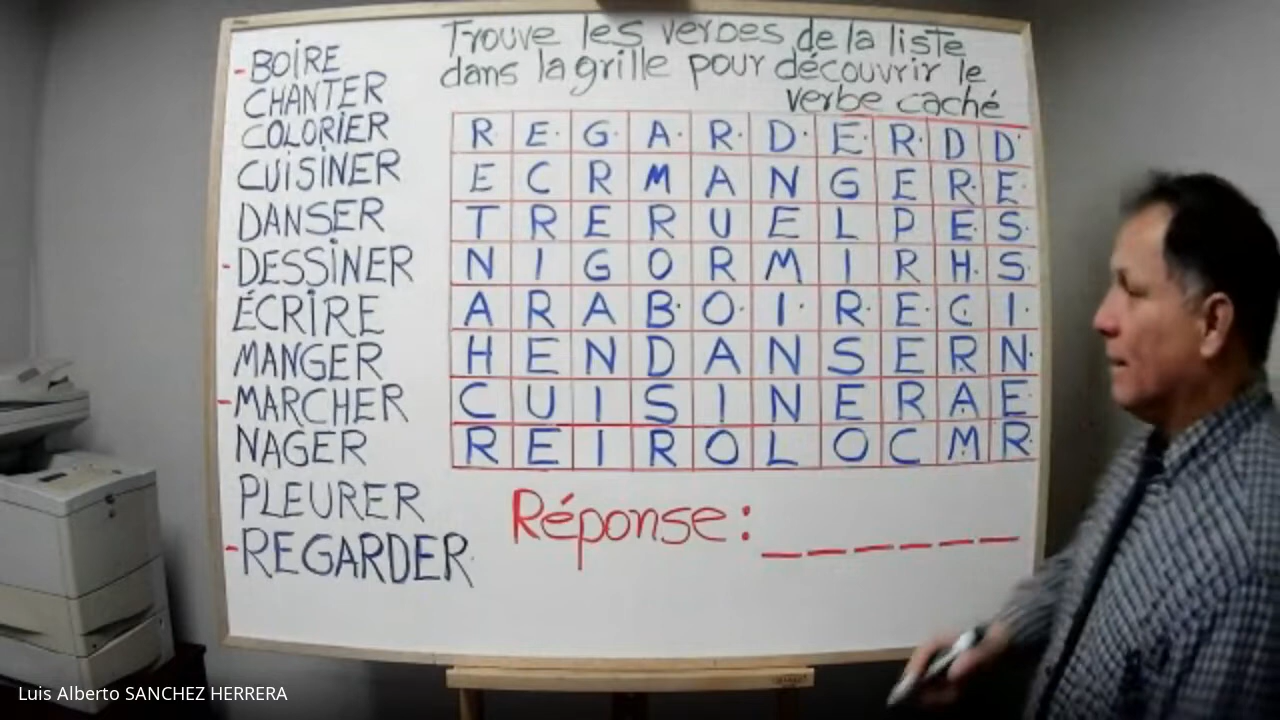 Trouve les verbes de la liste
dans la grille pour découvrir le
verbe caché
-BOIRE
CHANTER
COLORIER
CUISINER
DANSER
-DESSINER
ÉCRIRE
MANGER
-MARCHER
NAGER
PLEURER
-REGARDER
R E G A R D E R D D
E C R M A N G E R E
T R E R U E L P E S
N I G O R M I R H S
A R A B O I R E C I
H E N D A N S E R N
C U I S I N E R A E
R E I R O L O C M R
Réponse: _ _ _ _ _ _
Luis Alberto SANCHEZ HERRERA